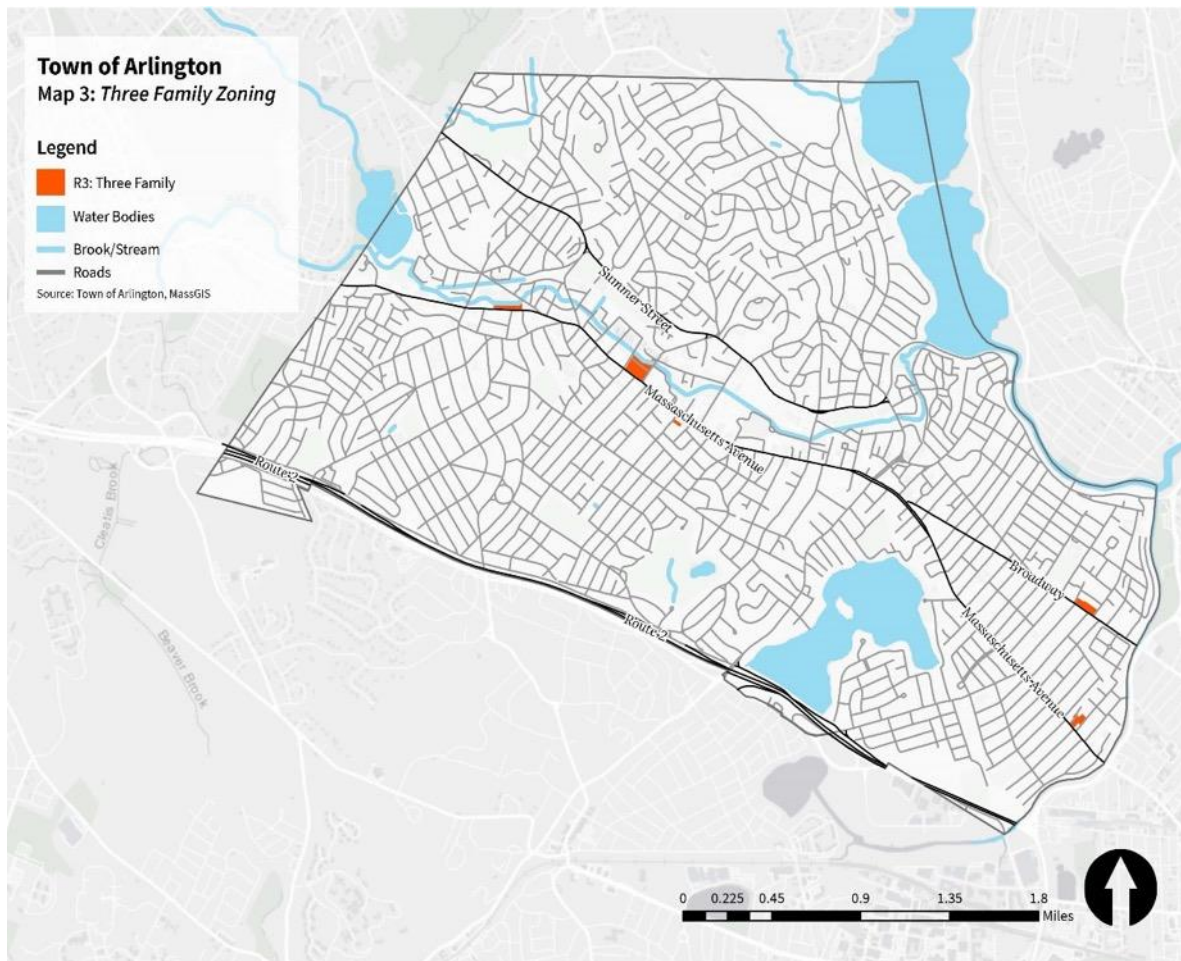 Town of Arlington
Map 3: Three Family Zoning
Legend
R3: Three Family
Water Bodies
Brook/Stream
Roads
Source: Town of Arlington, MassGIS
Summer Street
Massachusetts Avenue
Route 2
Cleatis Brook
Beaver Brook
Route 2
Broadway
Massachusetts Avenue
0 0.225 0.45 0.9 1.35 1.8
Miles